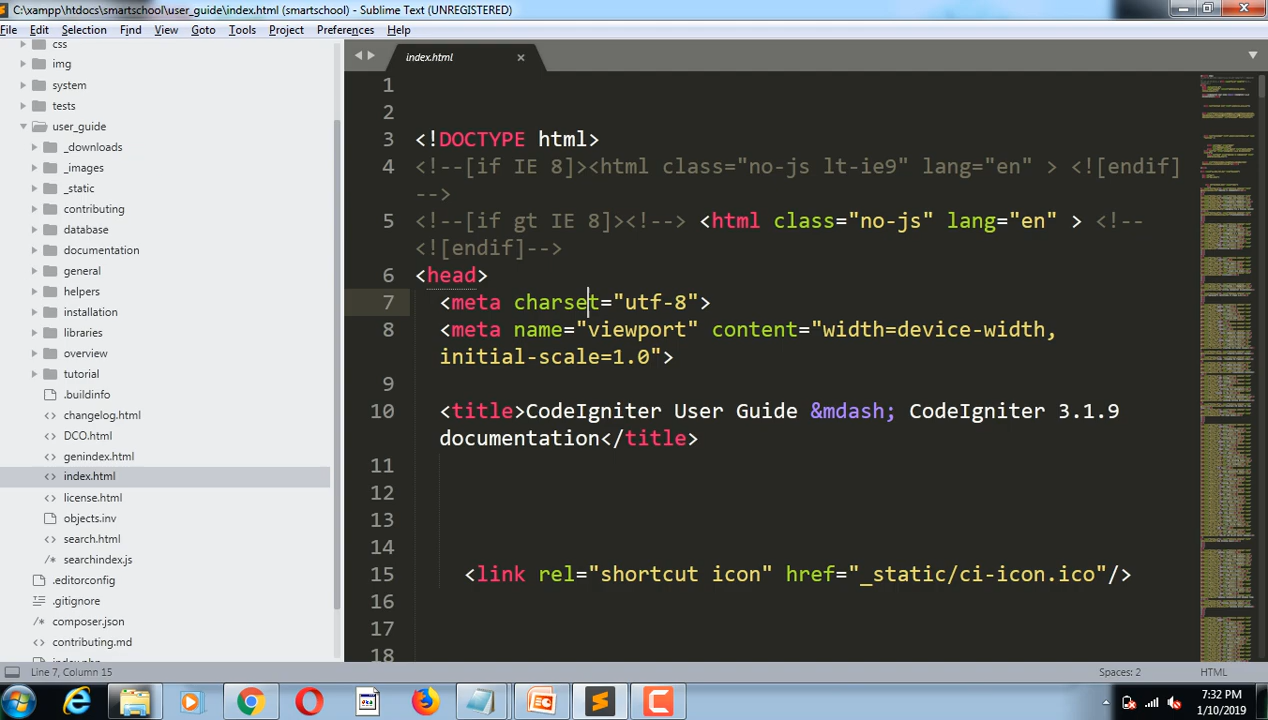 C:\xampp\htdocs\smartschool\user_guide\index.html (smartschool) - Sublime Text (UNREGISTERED)
File Edit Selection Find View Goto Tools Project Preferences Help
css
img
system
tests
user_guide
_downloads
_images
_static
contributing
database
documentation
general
helpers
installation
libraries
overview
tutorial
.buildinfo
changelog.html
DCO.html
genindex.html
index.html
license.html
objects.inv
search.html
searchindex.js
.editorconfig
.gitignore
composer.json
contributing.md
index.html
1
2
3 <!DOCTYPE html>
4 <!--[if IE 8]><html class="no-js lt-ie9" lang="en" > <![endif]
-->
5 <!--[if gt IE 8]><!--> <html class="no-js" lang="en" > <!--
<![endif]-->
6 <head>
7 <meta charset="utf-8">
8 <meta name="viewport" content="width=device-width,
initial-scale=1.0">
9
10 <title>CodeIgniter User Guide &mdash; CodeIgniter 3.1.9
documentation</title>
11
12
13
14
15 <link rel="shortcut icon" href="_static/ci-icon.ico"/>
16
17
18
Line 7, Column 15
Spaces: 2
HTML
7:32 PM
1/10/2019